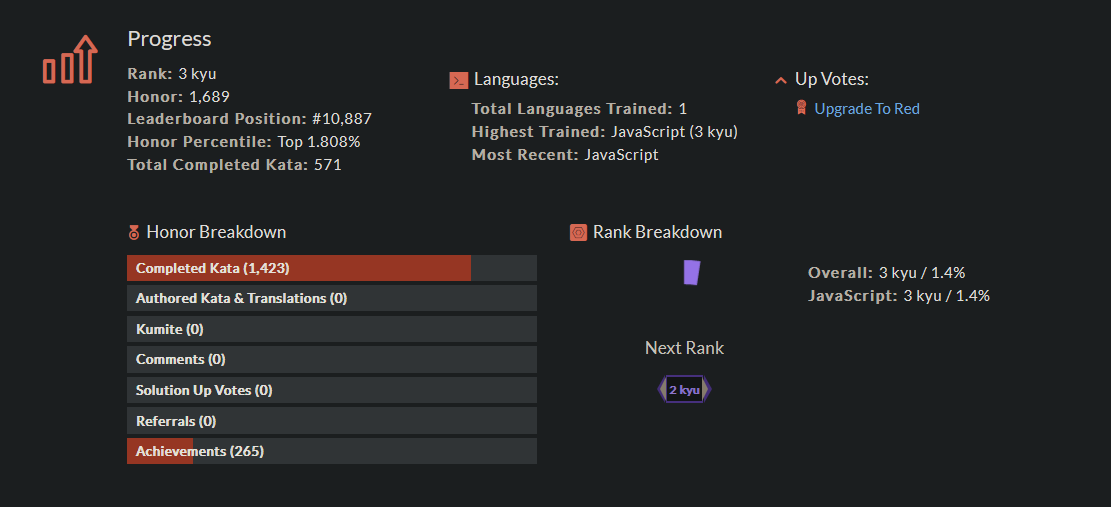 Progress
Rank: 3 kyu
Honor: 1,689
Leaderboard Position: #10,887
Honor Percentile: Top 1.808%
Total Completed Kata: 571
Languages:
Total Languages Trained: 1
Highest Trained: JavaScript (3 kyu)
Most Recent: JavaScript
Up Votes:
Upgrade To Red
Honor Breakdown
Completed Kata (1,423)
Authored Kata & Translations (0)
Kumite (0)
Comments (0)
Solution Up Votes (0)
Referrals (0)
Achievements (265)
Rank Breakdown
Overall: 3 kyu / 1.4%
JavaScript: 3 kyu / 1.4%
Next Rank
2 kyu